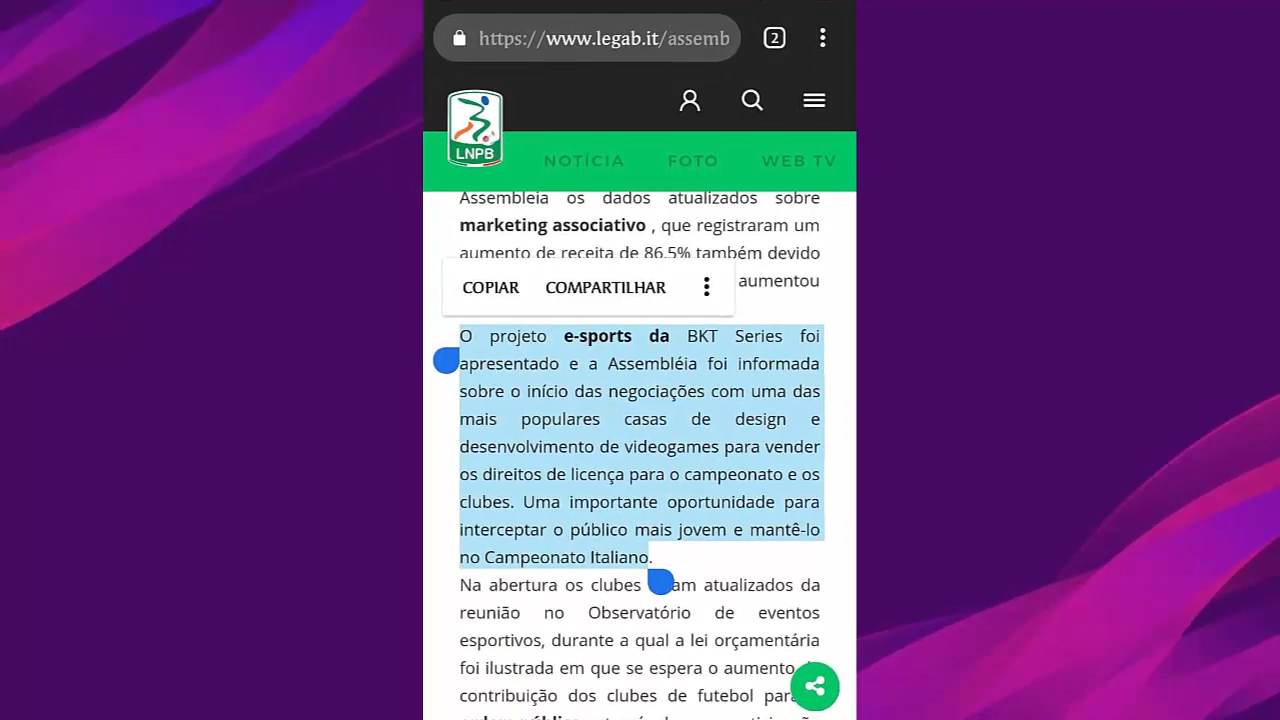 https://www.legab.it/assemb
2
LNPB
NOTÍCIA FOTO WEB TV
Assembleia os dados atualizados sobre
marketing associativo , que registraram um
aumento de receita de 86,5% também devido
aumentou
COPIAR COMPARTILHAR
O projeto e-sports da BKT Series foi
apresentado e a Assembléia foi informada
sobre o início das negociações com uma das
mais populares casas de design e
desenvolvimento de videogames para vender
os direitos de licença para o campeonato e os
clubes. Uma importante oportunidade para
interceptar o público mais jovem e mantê-lo
no Campeonato Italiano.
Na abertura os clubes atualizados da
reunião no Observatório de eventos
esportivos, durante a qual a lei orçamentária
foi ilustrada em que se espera o aumento
contribuição dos clubes de futebol